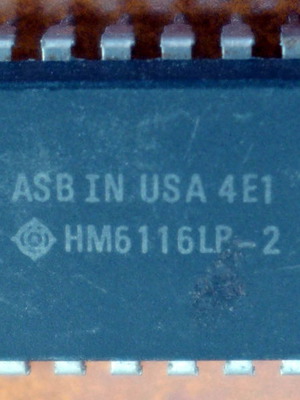 ASB IN USA 4E1
HM6116LP-2